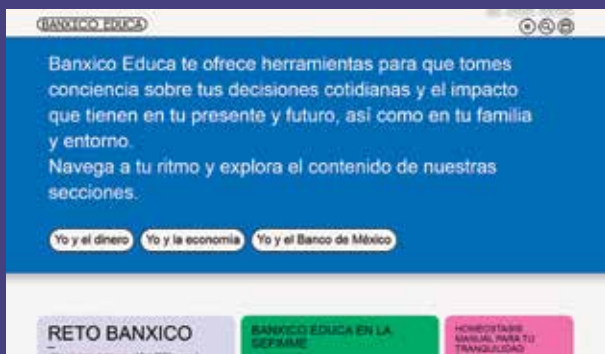 BANXICO EDUCA
Banxico Educa te ofrece herramientas para que tomes
conciencia sobre tus decisiones cotidianas y el impacto
que tienen en tu presente y futuro, así como en tu familia
y entorno.
Navega a tu ritmo y explora el contenido de nuestras
secciones.
Yo y el dinero Yo y la economía Yo y el Banco de México
RETO BANXICO BANXICO EDUCA EN LA HOMEOSTASIS
MANUAL PARA TU
TRANQUILIDAD